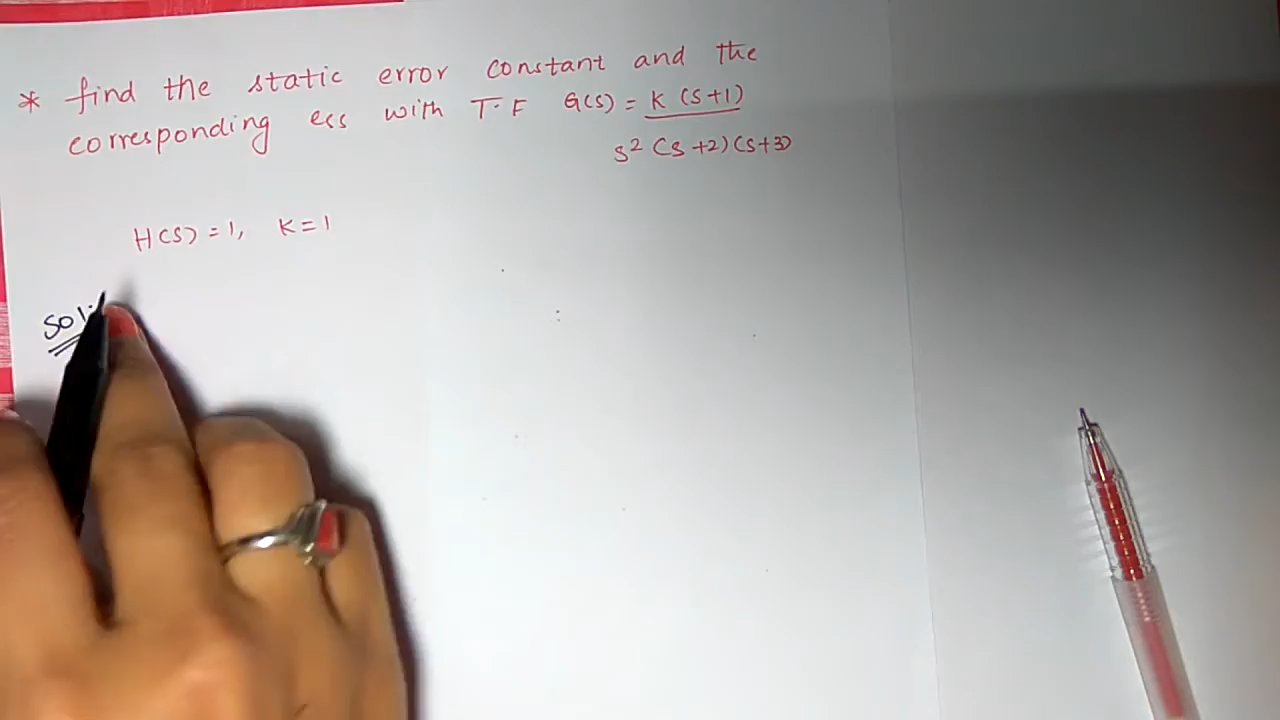 * find the static error constant and the
corresponding ess with T.F G(S) = K (S+1)
S² (S+2)(S+3)
H(S) = 1, K = 1
Sol: